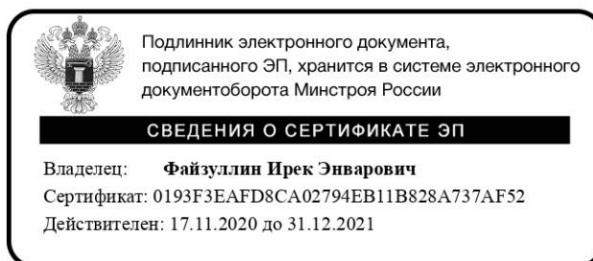 Подлинник электронного документа,
подписанного ЭП, хранится в системе электронного
документоборота Минстроя России
СВЕДЕНИЯ О СЕРТИФИКАТЕ ЭП
Владелец: Файзуллин Ирек Энварович
Сертификат: 0193F3EAFD8CA02794EB11B828A737AF52
Действителен: 17.11.2020 до 31.12.2021